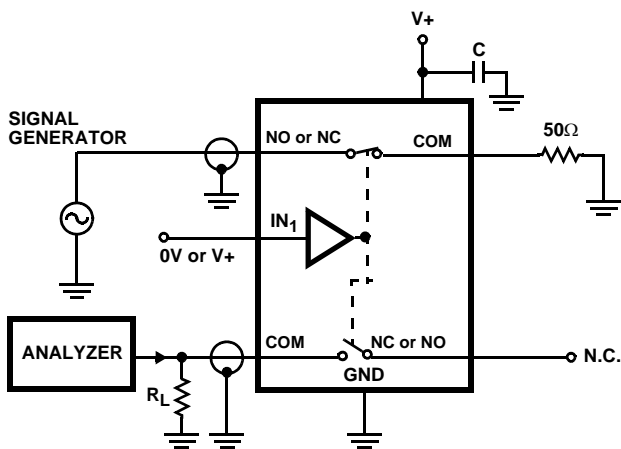 V+
C
SIGNAL
GENERATOR
NO or NC
COM
50Ω
IN1
0V or V+
ANALYZER
COM
NC or NO
N.C.
GND
RL